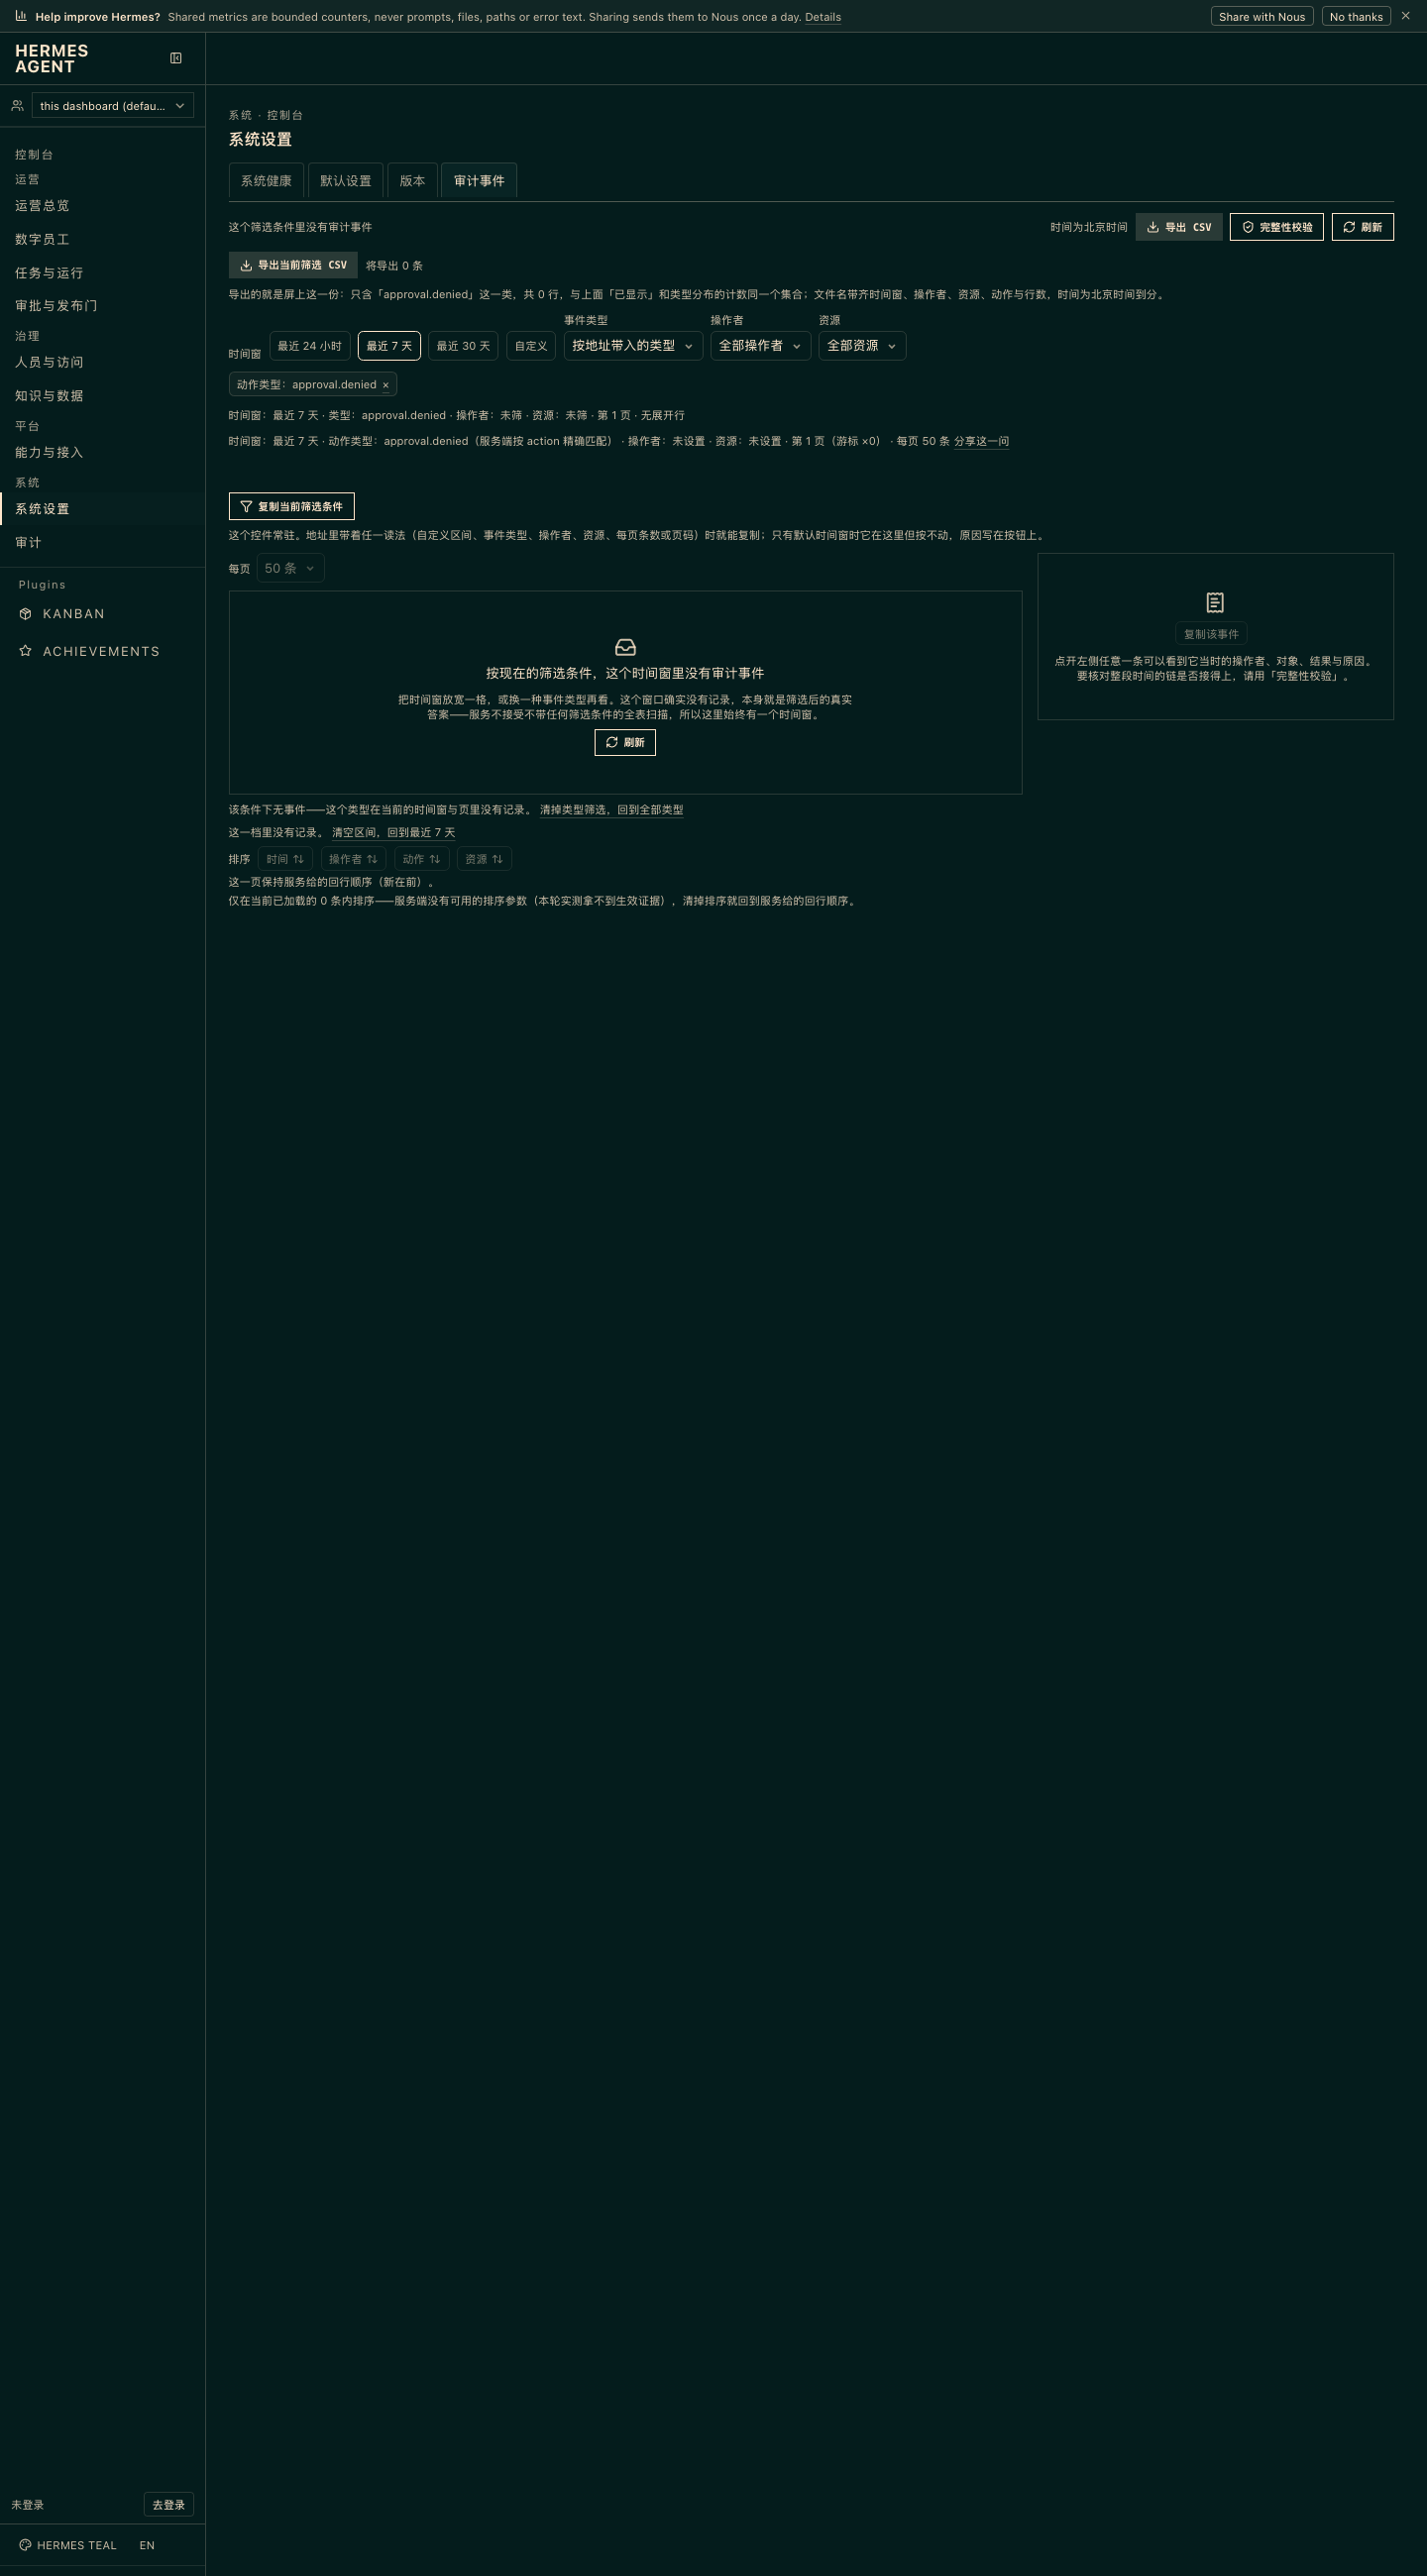 Help improve Hermes? Shared metrics are bounded counters, never prompts, files, paths or error text. Sharing sends them to Nous once a day. Details
Share with Nous
No thanks
HERMES
AGENT
this dashboard (defau...
控制台
运营
运营总览
数字员工
任务与运行
审批与发布门
治理
人员与访问
知识与数据
平台
能力与接入
系统
系统设置
审计
Plugins
KANBAN
ACHIEVEMENTS
未登录
去登录
HERMES TEAL
EN
系统 · 控制台
系统设置
系统健康
默认设置
版本
审计事件
这个筛选条件里没有审计事件
时间为北京时间
导出 CSV
完整性校验
刷新
导出当前筛选 CSV
将导出 0 条
导出的就是屏上这一份：只含「approval.denied」这一类，共 0 行，与上面「已显示」和类型分布的计数同一个集合；文件名带齐时间窗、操作者、资源、动作与行数，时间为北京时间到分。
时间窗
最近 24 小时
最近 7 天
最近 30 天
自定义
事件类型
按地址带入的类型
操作者
全部操作者
资源
全部资源
动作类型：approval.denied ×
时间窗：最近 7 天 · 类型：approval.denied · 操作者：未筛 · 资源：未筛 · 第 1 页 · 无展开行
时间窗：最近 7 天 · 动作类型：approval.denied（服务端按 action 精确匹配） · 操作者：未设置 · 资源：未设置 · 第 1 页（游标 ×0） · 每页 50 条 分享这一问
复制当前筛选条件
这个控件常驻。地址里带着任一读法（自定义区间、事件类型、操作者、资源、每页条数或页码）时就能复制；只有默认时间窗时它在这里但按不动，原因写在按钮上。
每页
50 条
按现在的筛选条件，这个时间窗里没有审计事件
把时间窗放宽一格，或换一种事件类型再看。这个窗口确实没有记录，本身就是筛选后的真实
答案——服务不接受不带任何筛选条件的全表扫描，所以这里始终有一个时间窗。
刷新
复制该事件
点开左侧任意一条可以看到它当时的操作者、对象、结果与原因。
要核对整段时间的链是否接得上，请用「完整性校验」。
该条件下无事件——这个类型在当前的时间窗与页里没有记录。 清掉类型筛选，回到全部类型
这一档里没有记录。 清空区间，回到最近 7 天
排序
时间
操作者
动作
资源
这一页保持服务给的回行顺序（新在前）。
仅在当前已加载的 0 条内排序——服务端没有可用的排序参数（本轮实测拿不到生效证据），清掉排序就回到服务给的回行顺序。